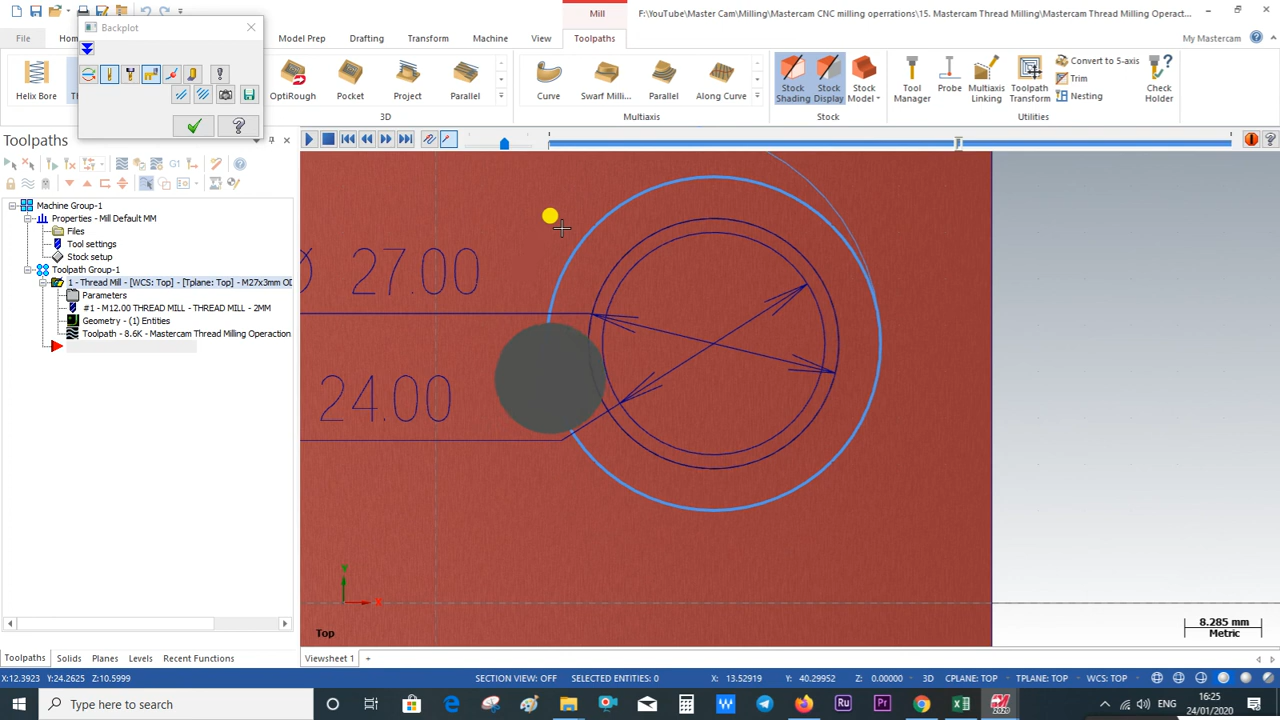 Mill
F:\YouTube\Master Cam\Milling\Mastercam CNC milling operrations\15. Mastercam Thread Milling\Mastercam Thread Milling Operact...
Backplot
File
Hom
Model Prep
Drafting
Transform
Machine
View
Toolpaths
My Mastercam
Helix Bore
OptiRough
Pocket
Project
Parallel
3D
Curve
Swarf Milli...
Parallel
Along Curve
Multiaxis
Stock Shading
Stock Display
Stock Model
Stock
Tool Manager
Probe
Multiaxis Linking
Toolpath Transform
Convert to 5-axis
Trim
Nesting
Utilities
Check Holder
Toolpaths
G1
Machine Group-1
Properties - Mill Default MM
Files
Tool settings
Stock setup
Toolpath Group-1
1 - Thread Mill - [WCS: Top] - [Tplane: Top] - M27x3mm OD
Parameters
#1 - M12.00 THREAD MILL - THREAD MILL - 2MM
Geometry - (1) Entities
Toolpath - 8.6K - Mastercam Thread Milling Operation
27.00
24.00
Y
X
Top
8.285 mm
Metric
Toolpaths
Solids
Planes
Levels
Recent Functions
Viewsheet 1
X:12.3923 Y:24.2625 Z:10.5999
SECTION VIEW: OFF
SELECTED ENTITIES: 0
X: 13.52919
Y: 40.29952
Z: 0.00000
3D
CPLANE: TOP
TPLANE: TOP
WCS: TOP
Type here to search
Ru
Pr
ENG
16:25
24/01/2020